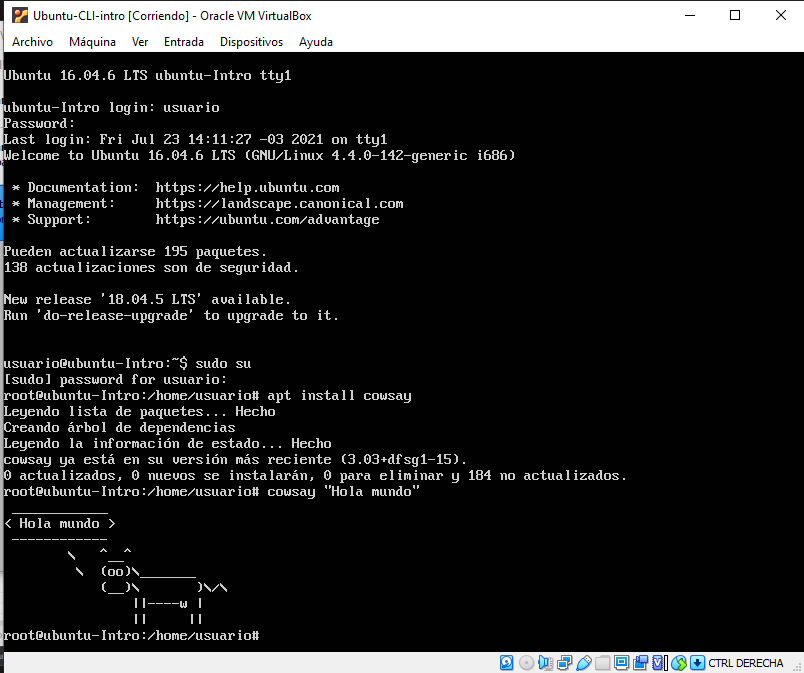 Ubuntu-CLI-intro [Corriendo] - Oracle VM VirtualBox
Archivo Máquina Ver Entrada Dispositivos Ayuda
Ubuntu 16.04.6 LTS ubuntu-Intro tty1
ubuntu-Intro login: usuario
Password:
Last login: Fri Jul 23 14:11:27 -03 2021 on tty1
Welcome to Ubuntu 16.04.6 LTS (GNU/Linux 4.4.0-142-generic i686)
* Documentation:  https://help.ubuntu.com
* Management:     https://landscape.canonical.com
* Support:        https://ubuntu.com/advantage
Pueden actualizarse 195 paquetes.
138 actualizaciones son de seguridad.
New release '18.04.5 LTS' available.
Run 'do-release-upgrade' to upgrade to it.
usuario@ubuntu-Intro:~$ sudo su
[sudo] password for usuario:
root@ubuntu-Intro:/home/usuario# apt install cowsay
Leyendo lista de paquetes... Hecho
Creando árbol de dependencias
Leyendo la información de estado... Hecho
cowsay ya está en su versión más reciente (3.03+dfsg1-15).
0 actualizados, 0 nuevos se instalarán, 0 para eliminar y 184 no actualizados.
root@ubuntu-Intro:/home/usuario# cowsay "Hola mundo"
 ____________
< Hola mundo >
 ------------
        \   ^__^
         \  (oo)\_______
            (__)\       )\/\
                ||----w |
                ||     ||
root@ubuntu-Intro:/home/usuario#
CTRL DERECHA